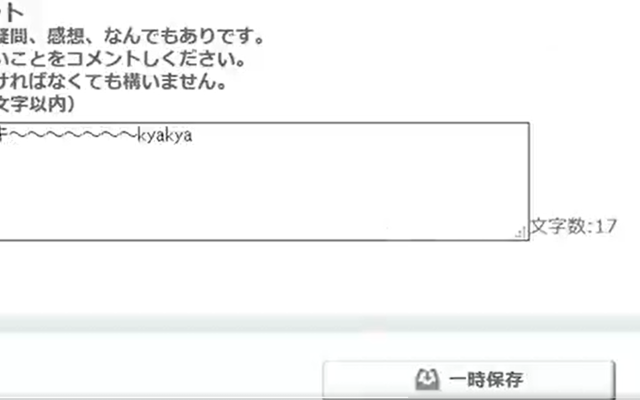 ト
疑問、感想、なんでもありです。
いことをコメントしください。
ければなくても構いません。
文字以内）
キ～～～～～～～kyakya
文字数:17
一時保存